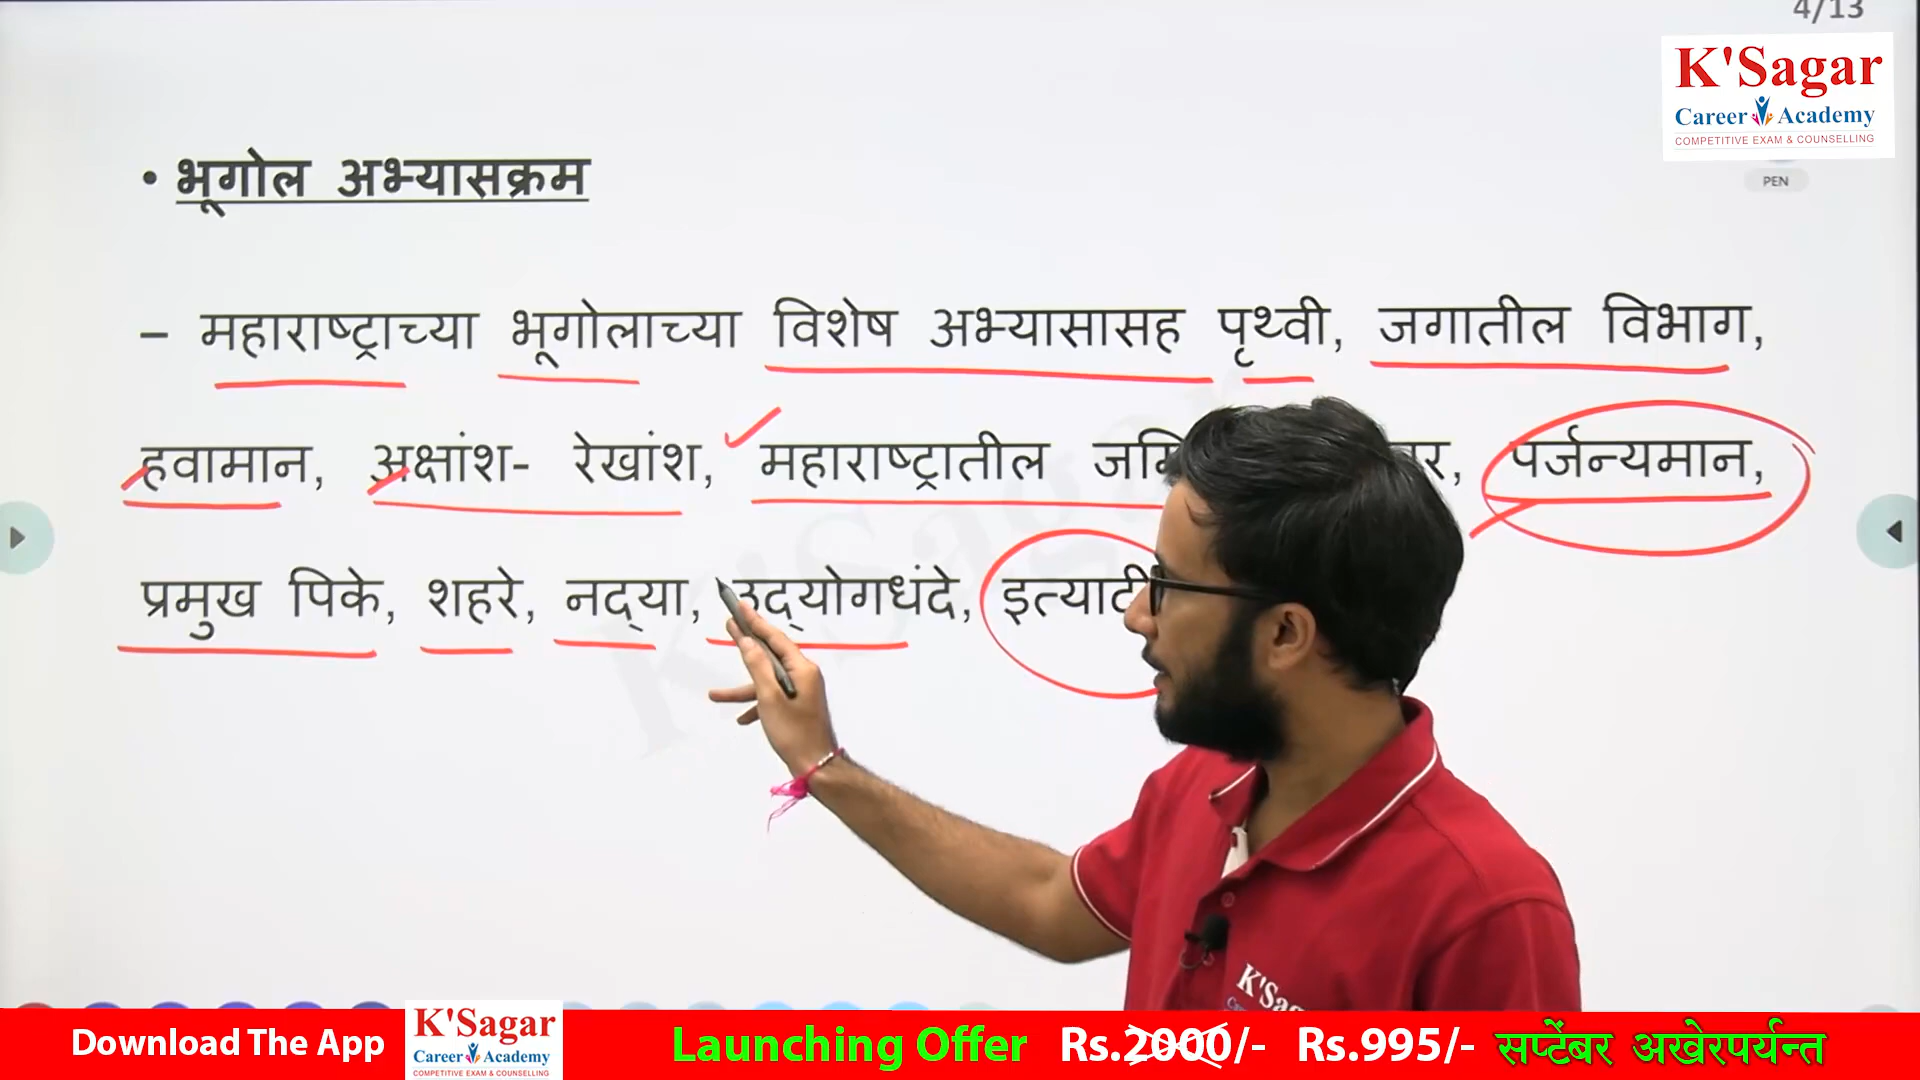 4/13
K'Sagar
Career Academy
COMPETITIVE EXAM & COUNSELLING
PEN
• भूगोल अभ्यासक्रम
– महाराष्ट्राच्या भूगोलाच्या विशेष अभ्यासासह पृथ्वी, जगातील विभाग,
हवामान, अक्षांश- रेखांश, महाराष्ट्रातील पर्जन्यमान,
प्रमुख पिके, शहरे, नद्या, उद्योगधंदे,
K'Sagar
K'Sa
Download The App
K'Sagar
Career Academy
COMPETITIVE EXAM & COUNSELLING
Launching Offer Rs.2000/- Rs.995/- सप्टेंबर अखेरपर्यन्त